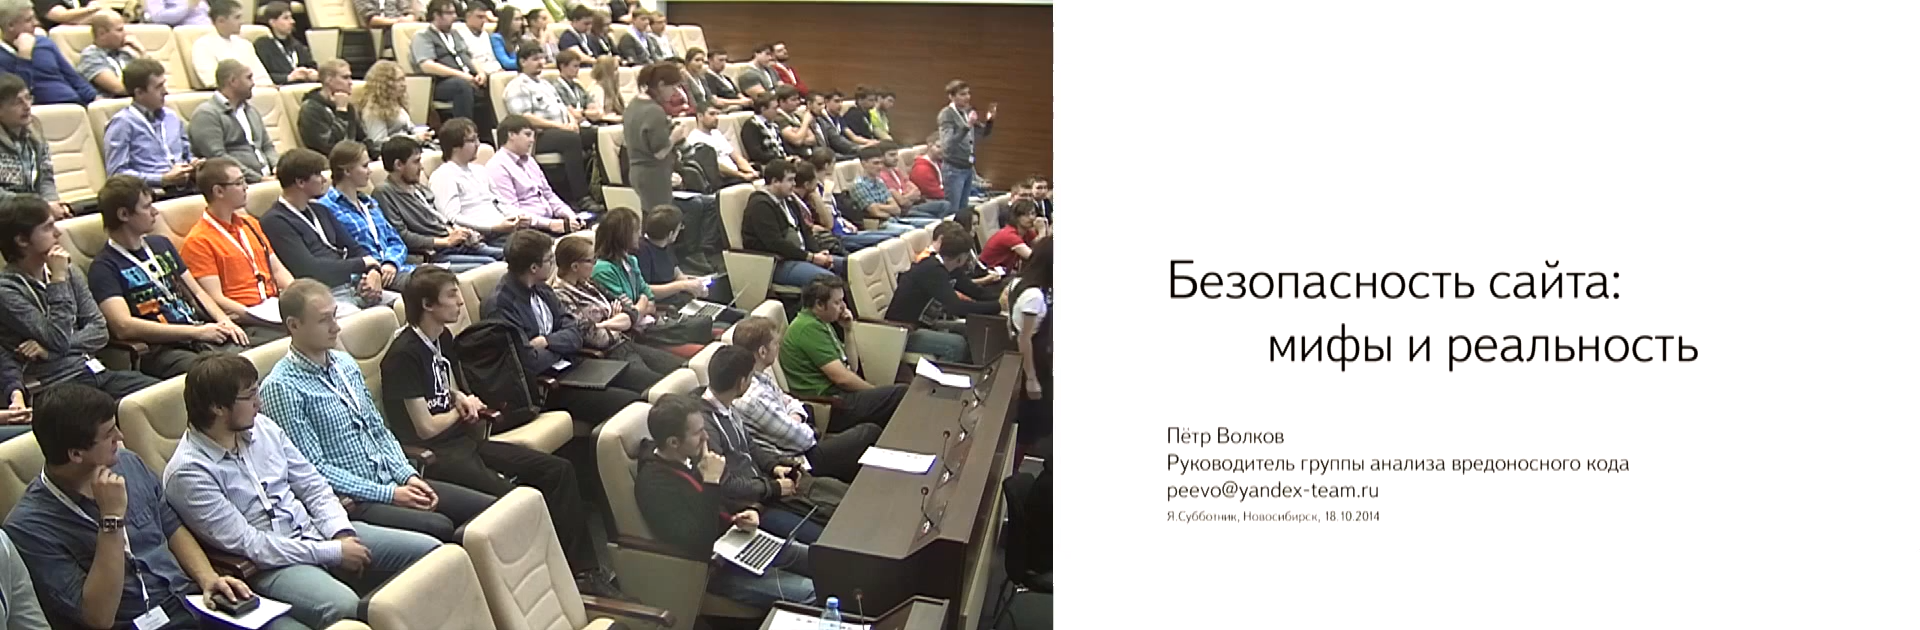 Безопасность сайта:
мифы и реальность
Пётр Волков
Руководитель группы анализа вредоносного кода
peevo@yandex-team.ru
Я.Субботник, Новосибирск, 18.10.2014